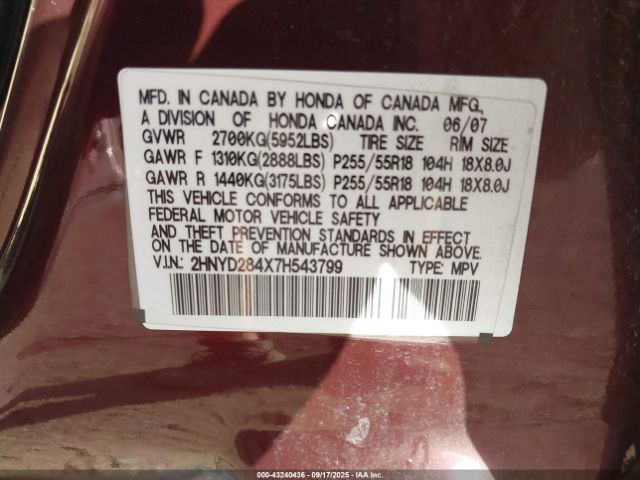 MFD. IN CANADA BY HONDA OF CANADA MFG.,
A DIVISION OF HONDA CANADA INC. 06/07
GVWR 2700KG(5952LBS) TIRE SIZE RIM SIZE
GAWR F 1310KG(2888LBS) P255/55R18 104H 18X8.0J
GAWR R 1440KG(3175LBS) P255/55R18 104H 18X8.0J
THIS VEHICLE CONFORMS TO ALL APPLICABLE
FEDERAL MOTOR VEHICLE SAFETY
AND THEFT PREVENTION STANDARDS IN EFFECT
ON THE DATE OF MANUFACTURE SHOWN ABOVE.
V.I.N.: 2HNYD284X7H543799 TYPE: MPV
000-43240436 - 09/17/2025 - IAAI.COM